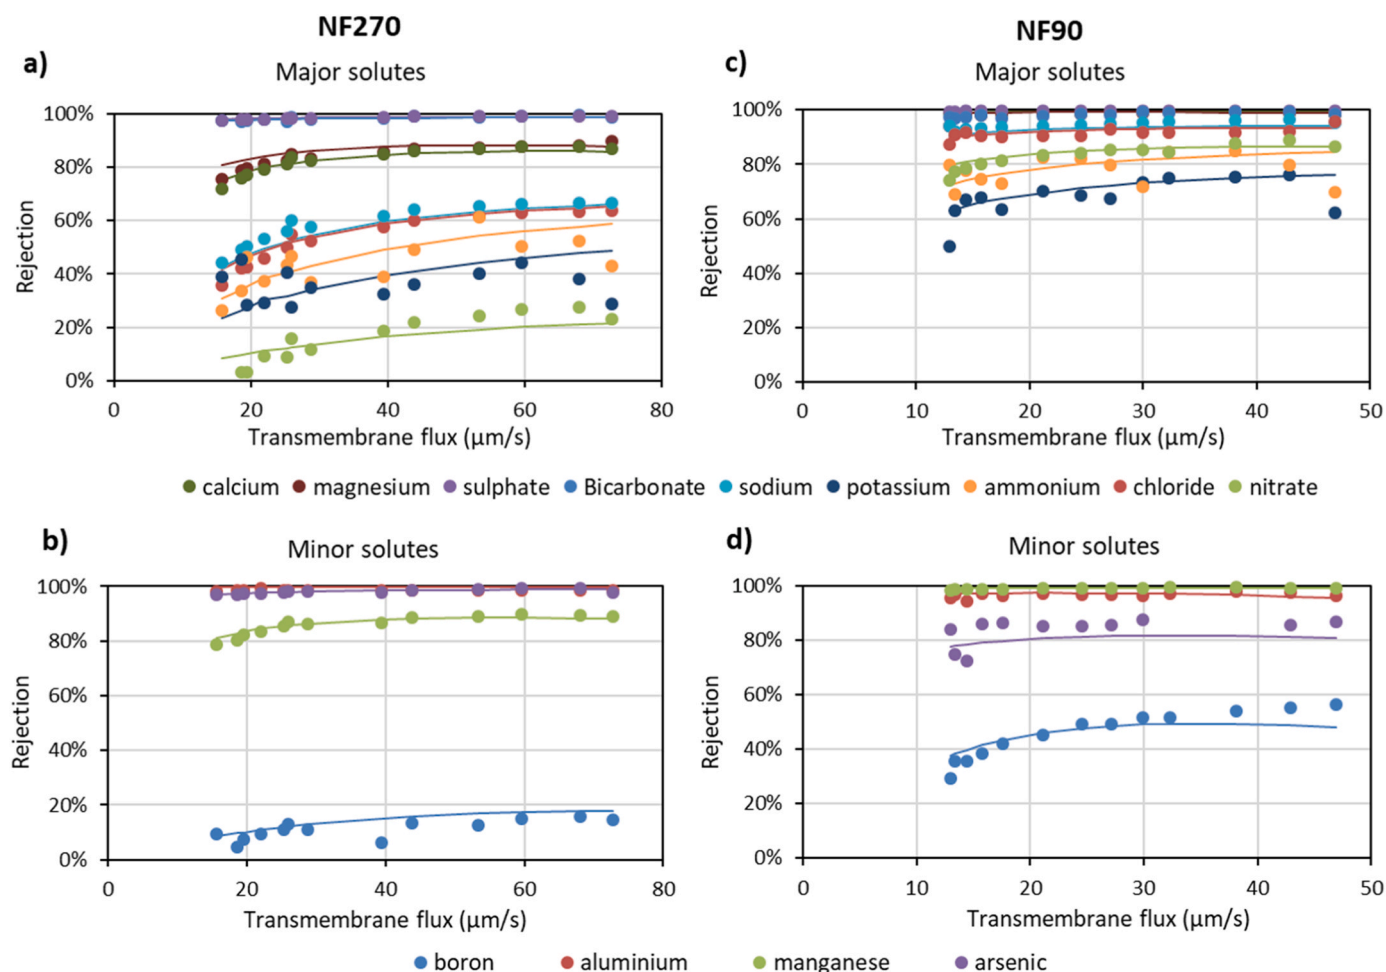 NF270
NF90
a)
Major solutes
100%
80%
60%
40%
20%
0%
Rejection
0 20 40 60 80
Transmembrane flux (µm/s)
c)
Major solutes
100%
80%
60%
40%
20%
0%
Rejection
0 10 20 30 40 50
Transmembrane flux (µm/s)
calcium magnesium sulphate Bicarbonate sodium potassium ammonium chloride nitrate
b)
Minor solutes
100%
80%
60%
40%
20%
0%
Rejection
0 20 40 60 80
Transmembrane flux (µm/s)
d)
Minor solutes
100%
80%
60%
40%
20%
0%
Rejection
0 10 20 30 40 50
Transmembrane flux (µm/s)
boron aluminium manganese arsenic